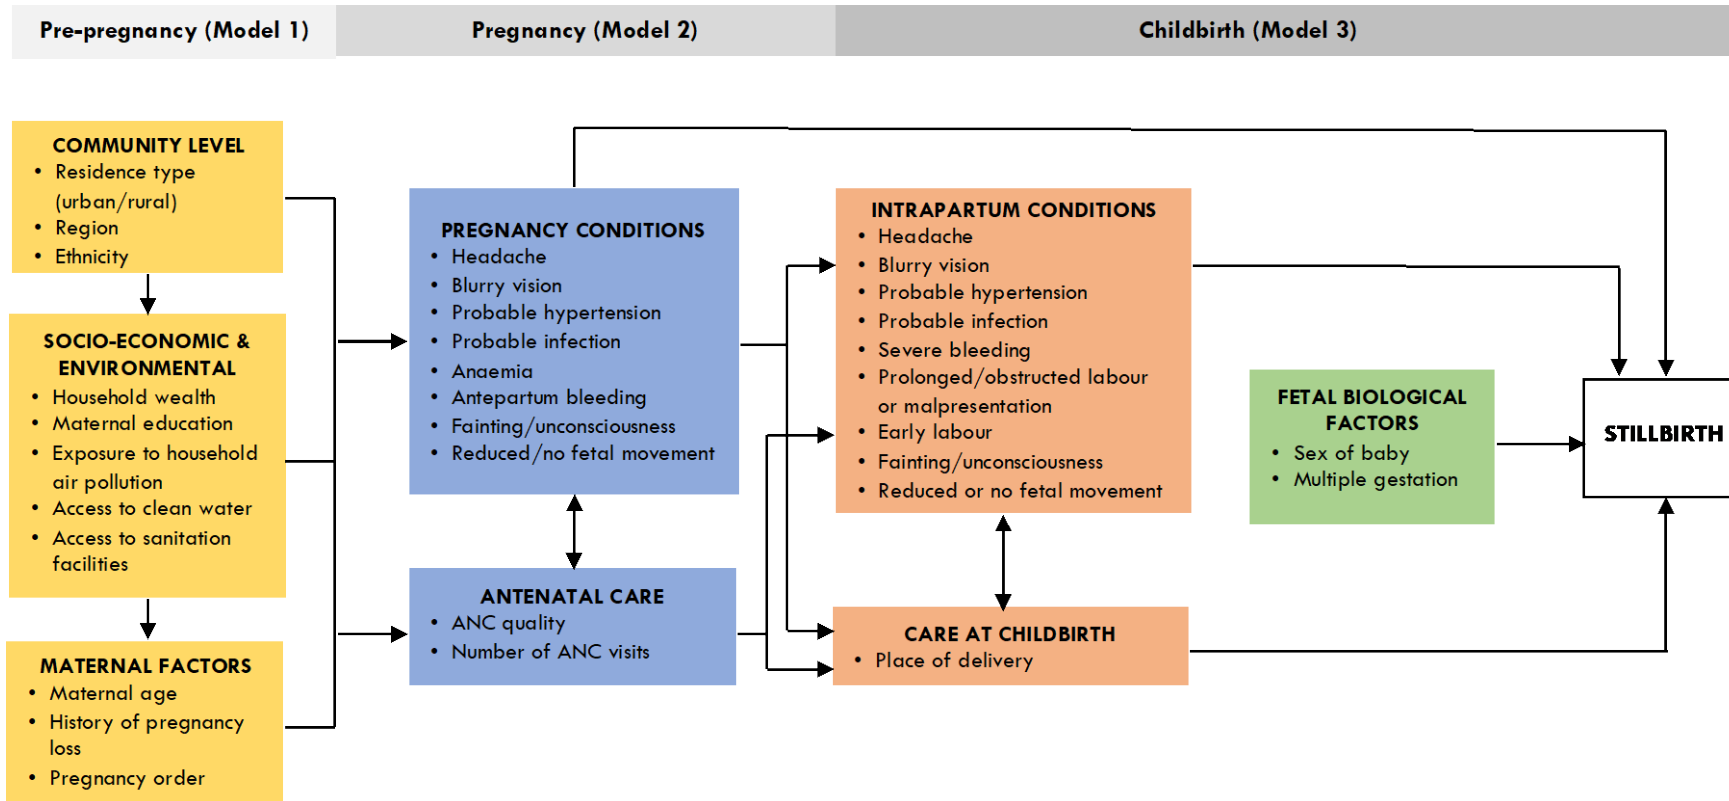 Pre-pregnancy (Model 1)
Pregnancy (Model 2)
Childbirth (Model 3)
COMMUNITY LEVEL
• Residence type
(urban/rural)
• Region
• Ethnicity
SOCIO-ECONOMIC &
ENVIRONMENTAL
• Household wealth
• Maternal education
• Exposure to household
air pollution
• Access to clean water
• Access to sanitation
facilities
MATERNAL FACTORS
• Maternal age
• History of pregnancy
loss
• Pregnancy order
PREGNANCY CONDITIONS
• Headache
• Blurry vision
• Probable hypertension
• Probable infection
• Anaemia
• Antepartum bleeding
• Fainting/unconsciousness
• Reduced/no fetal movement
ANTENATAL CARE
• ANC quality
• Number of ANC visits
INTRAPARTUM CONDITIONS
• Headache
• Blurry vision
• Probable hypertension
• Probable infection
• Severe bleeding
• Prolonged/obstructed labour
or malpresentation
• Early labour
• Fainting/unconsciousness
• Reduced or no fetal movement
CARE AT CHILDBIRTH
• Place of delivery
FETAL BIOLOGICAL
FACTORS
• Sex of baby
• Multiple gestation
STILLBIRTH